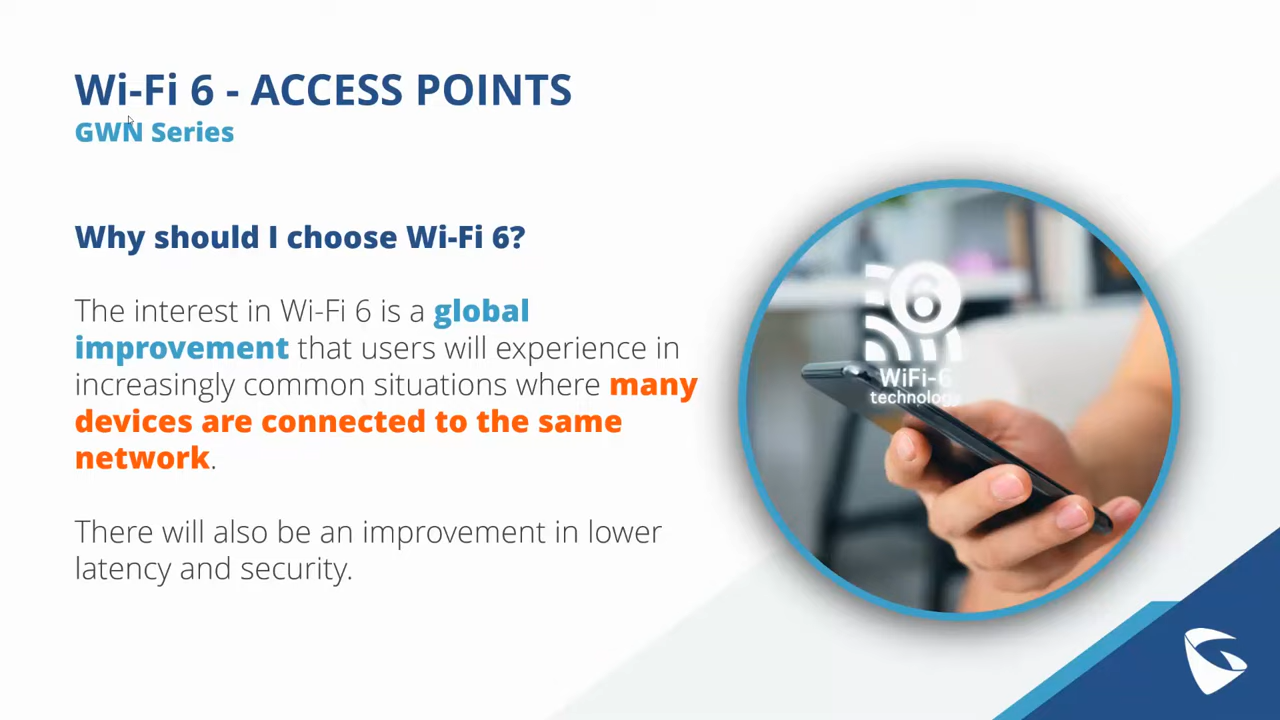 Wi-Fi 6 - ACCESS POINTS
GWN Series
Why should I choose Wi-Fi 6?
The interest in Wi-Fi 6 is a global
improvement that users will experience in
increasingly common situations where many
devices are connected to the same
network.
There will also be an improvement in lower
latency and security.
6
WiFi-6
technology